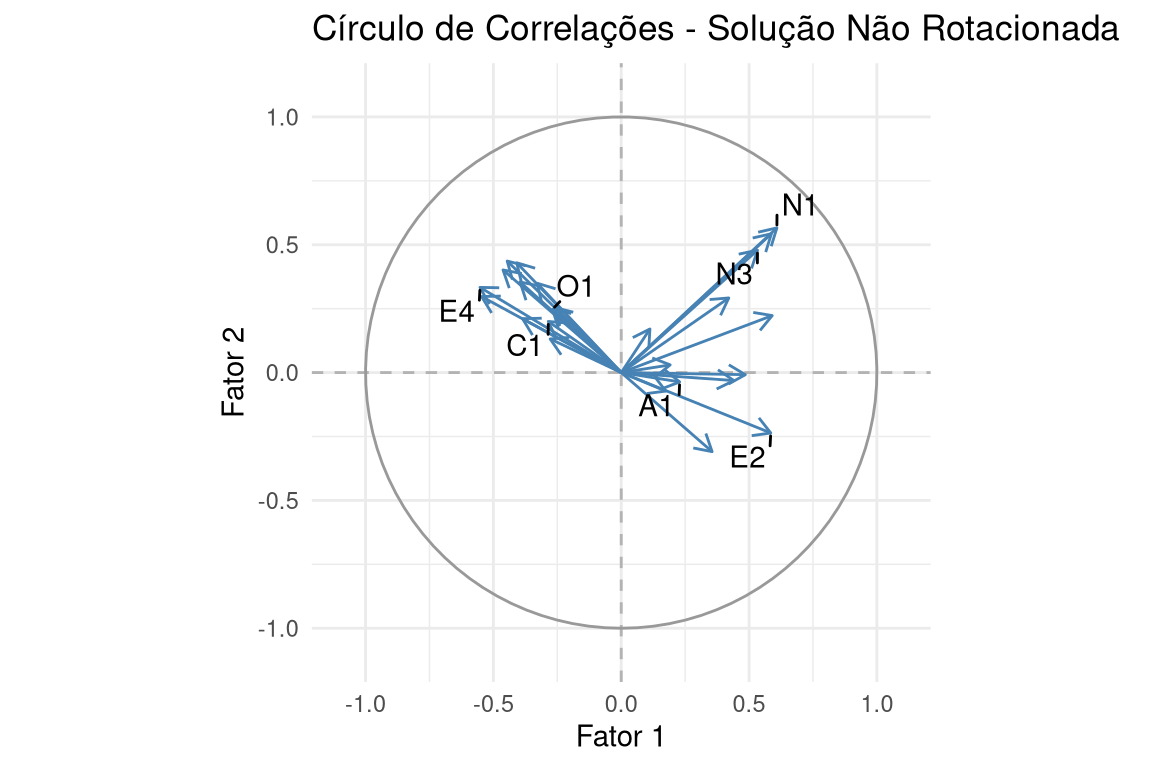 Círculo de Correlações - Solução Não Rotacionada
1.0
N1
0.5
N3
O1
E4
C1
Fator 2
0.0
A1
E2
-0.5
-1.0
-1.0 -0.5 0.0 0.5 1.0
Fator 1